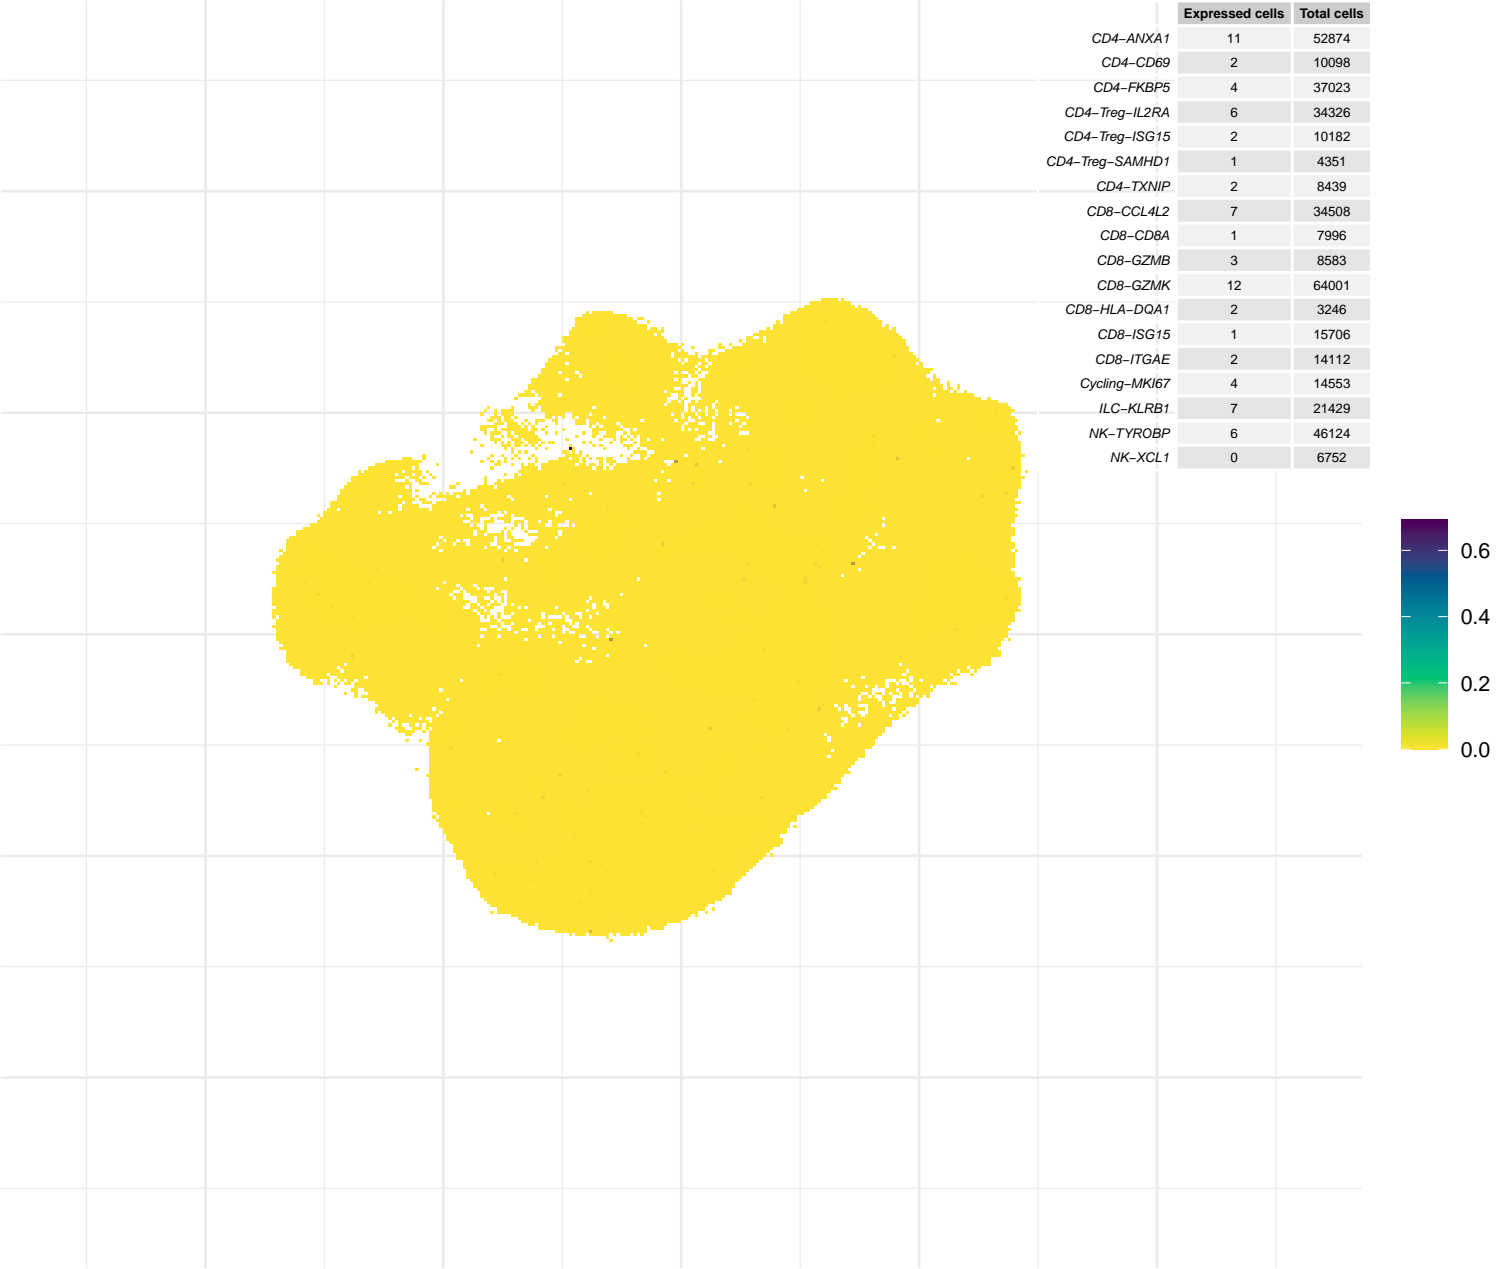 Expressed cells Total cells
CD4−ANXA1 11 52874
CD4−CD69 2 10098
CD4−FKBP5 4 37023
CD4−Treg−IL2RA 6 34326
CD4−Treg−ISG15 2 10182
CD4−Treg−SAMHD1 1 4351
CD4−TXNIP 2 8439
CD8−CCL4L2 7 34508
CD8−CD8A 1 7996
CD8−GZMB 3 8583
CD8−GZMK 12 64001
CD8−HLA−DQA1 2 3246
CD8−ISG15 1 15706
CD8−ITGAE 2 14112
Cycling−MKI67 4 14553
ILC−KLRB1 7 21429
NK−TYROBP 6 46124
NK−XCL1 0 6752
0.6
0.4
0.2
0.0